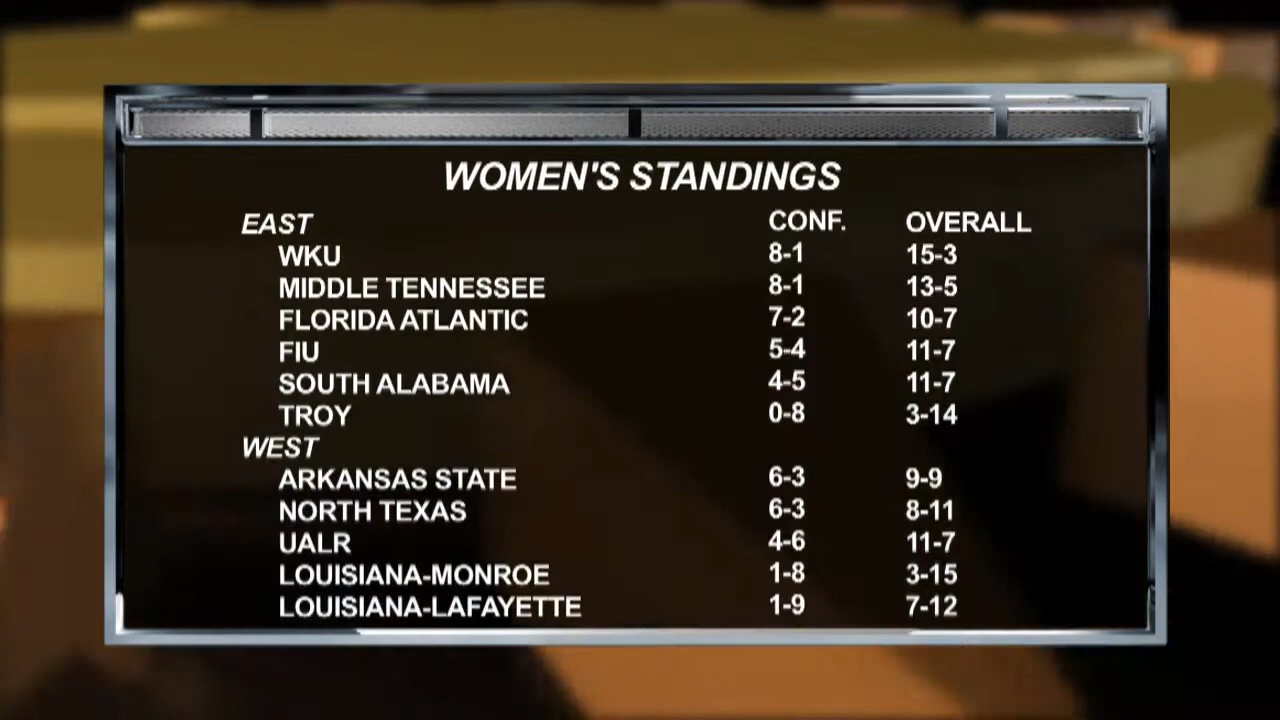 WOMEN'S STANDINGS
EAST CONF. OVERALL
WKU 8-1 15-3
MIDDLE TENNESSEE 8-1 13-5
FLORIDA ATLANTIC 7-2 10-7
FIU 5-4 11-7
SOUTH ALABAMA 4-5 11-7
TROY 0-8 3-14
WEST
ARKANSAS STATE 6-3 9-9
NORTH TEXAS 6-3 8-11
UALR 4-6 11-7
LOUISIANA-MONROE 1-8 3-15
LOUISIANA-LAFAYETTE 1-9 7-12